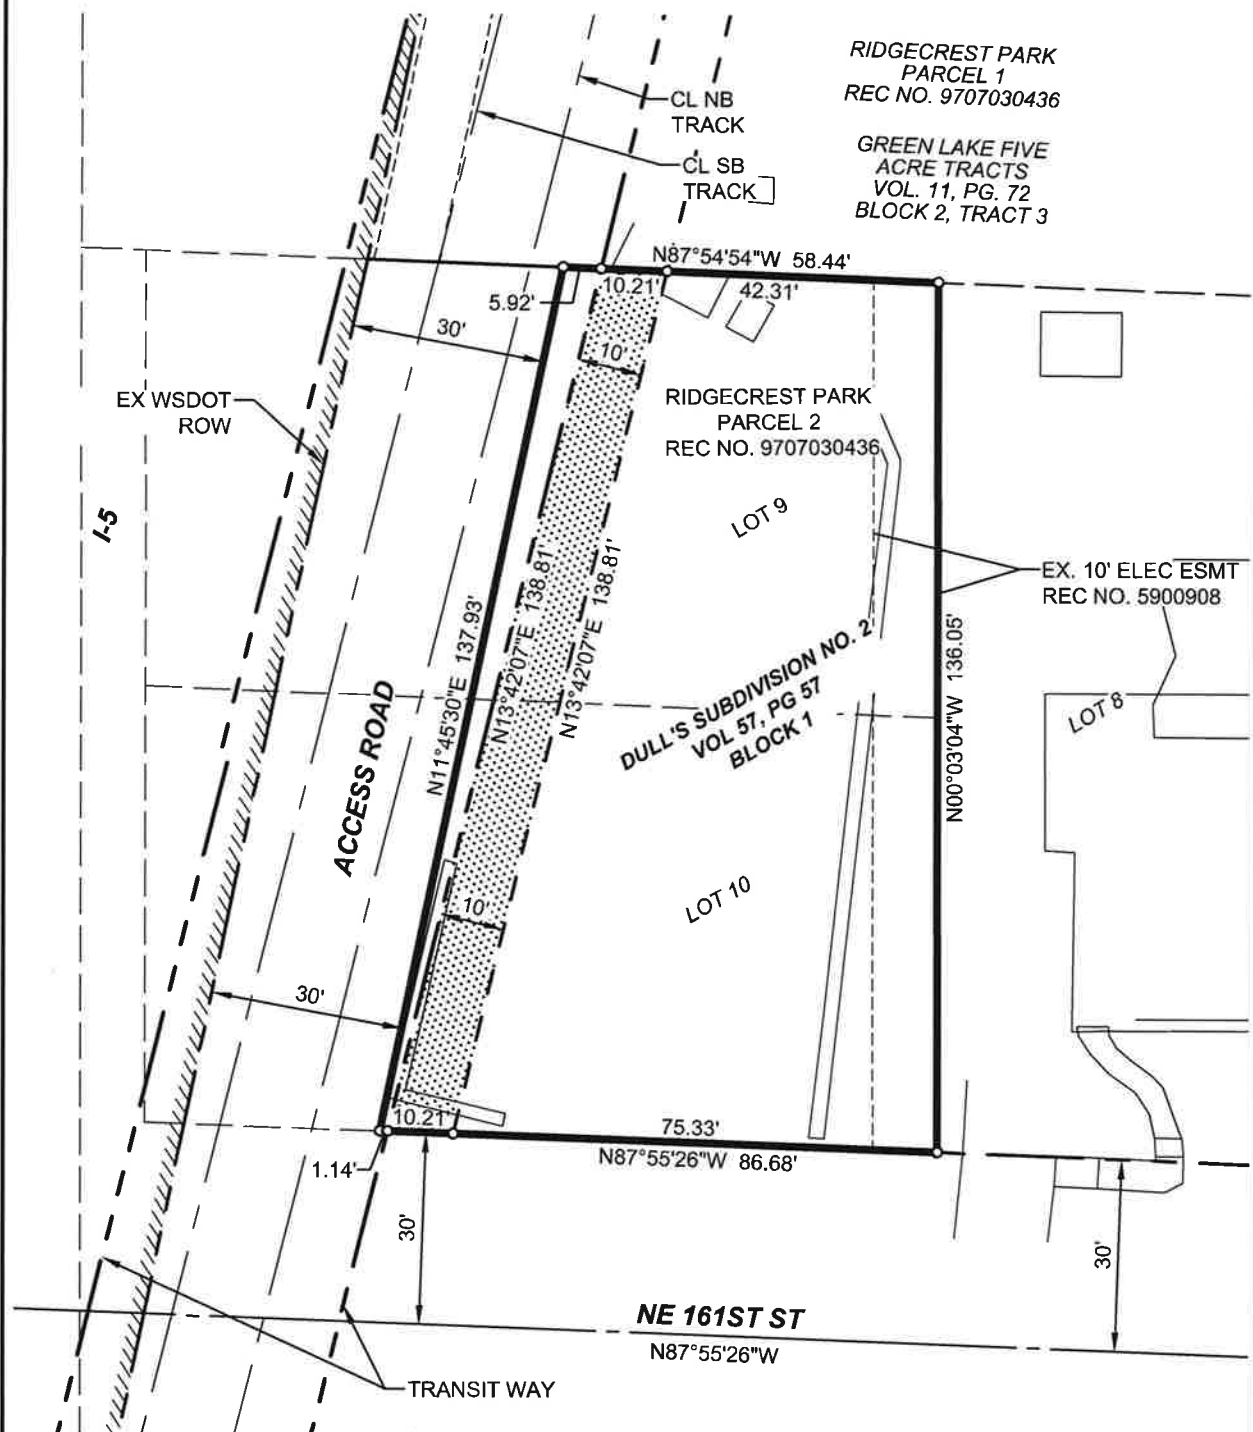 RIDGECREST PARK
PARCEL 1
REC NO. 9707030436
CL NB
TRACK
GREEN LAKE FIVE
ACRE TRACTS
VOL. 11, PG. 72
BLOCK 2, TRACT 3
CL SB
TRACK
N87°54'54"W 58.44'
5.92'
10.21'
42.31'
30'
10'
EX WSDOT
ROW
RIDGECREST PARK
PARCEL 2
REC NO. 9707030436
I-5
LOT 9
EX. 10' ELEC ESMT
REC NO. 5900908
N11°45'30"E 137.93'
N13°42'07"E 138.81'
N13°42'07"E 138.81'
DULL'S SUBDIVISION NO. 2
VOL 57, PG 57
BLOCK 1
N00°03'04"W 136.05'
LOT 8
ACCESS ROAD
LOT 10
10'
30'
10.21'
75.33'
N87°55'26"W 86.68'
1.14'
30'
30'
NE 161ST ST
N87°55'26"W
TRANSIT WAY